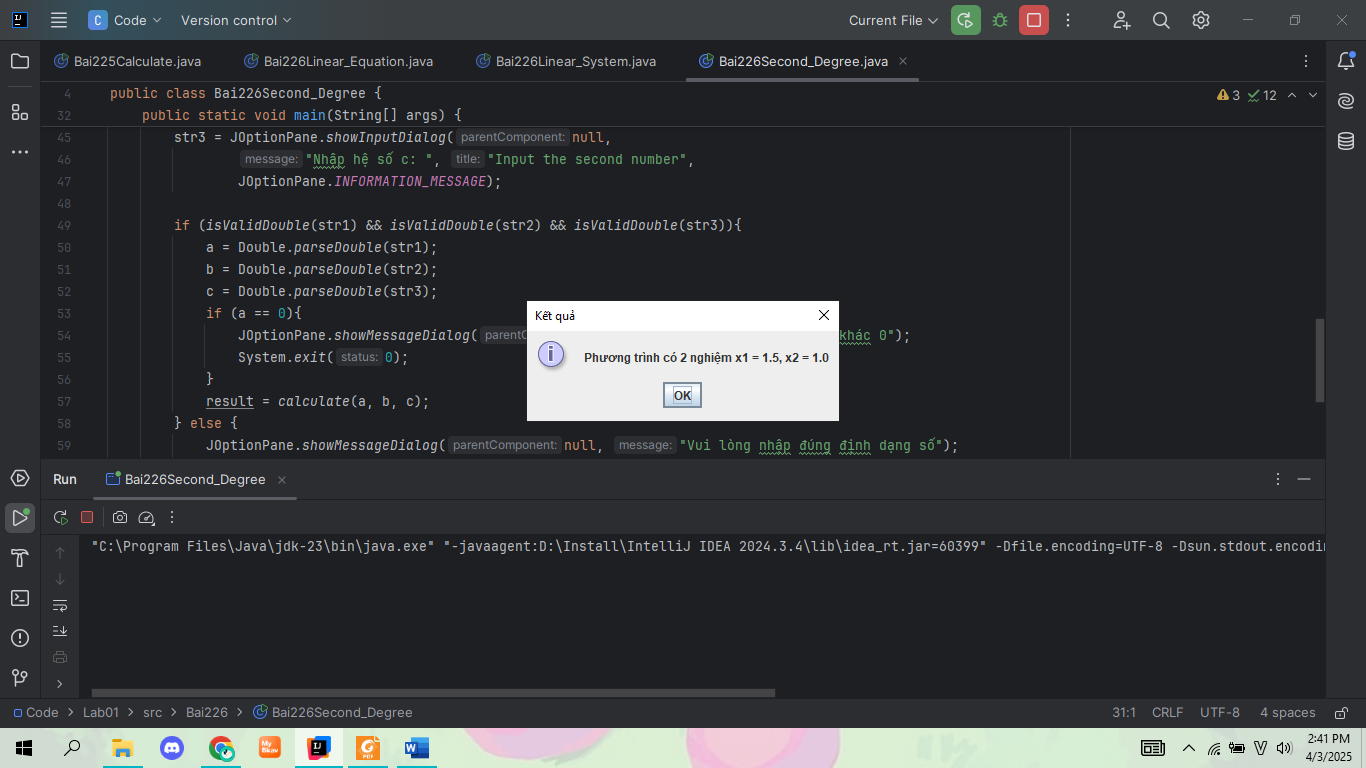 Code Version control Current File
Bai225Calculate.java Bai226Linear_Equation.java Bai226Linear_System.java Bai226Second_Degree.java
4 public class Bai226Second_Degree { 3 12
32 public static void main(String[] args) {
45 str3 = JOptionPane.showInputDialog( parentComponent: null,
46 message: "Nhập hệ số c: ", title: "Input the second number",
47 JOptionPane.INFORMATION_MESSAGE);
48
49 if (isValidDouble(str1) && isValidDouble(str2) && isValidDouble(str3)){
50 a = Double.parseDouble(str1);
51 b = Double.parseDouble(str2);
52 c = Double.parseDouble(str3);
53 if (a == 0){
54 JOptionPane.showMessageDialog( khác 0");
55 System.exit( status: 0);
56 }
57 result = calculate(a, b, c);
58 } else {
59 JOptionPane.showMessageDialog( parentComponent: null, message: "Vui lòng nhập đúng định dạng số");
Kết quả
Phương trình có 2 nghiệm x1 = 1.5, x2 = 1.0
OK
Run Bai226Second_Degree
"C:\Program Files\Java\jdk-23\bin\java.exe" "-javaagent:D:\Install\IntelliJ IDEA 2024.3.4\lib\idea_rt.jar=60399" -Dfile.encoding=UTF-8 -Dsun.stdout.encodin
Code > Lab01 > src > Bai226 > Bai226Second_Degree 31:1 CRLF UTF-8 4 spaces
2:41 PM
4/3/2025